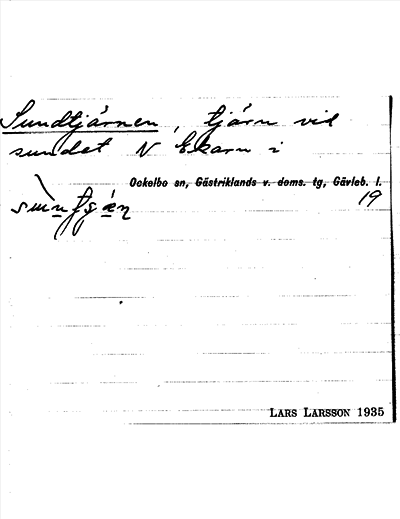 Sundtjärnen, tjärn vid
sundet N Ekarn i
Ockelbo sn, Gästriklands v. doms. tg, Gävleb. l.
19
LARS LARSSON 1935